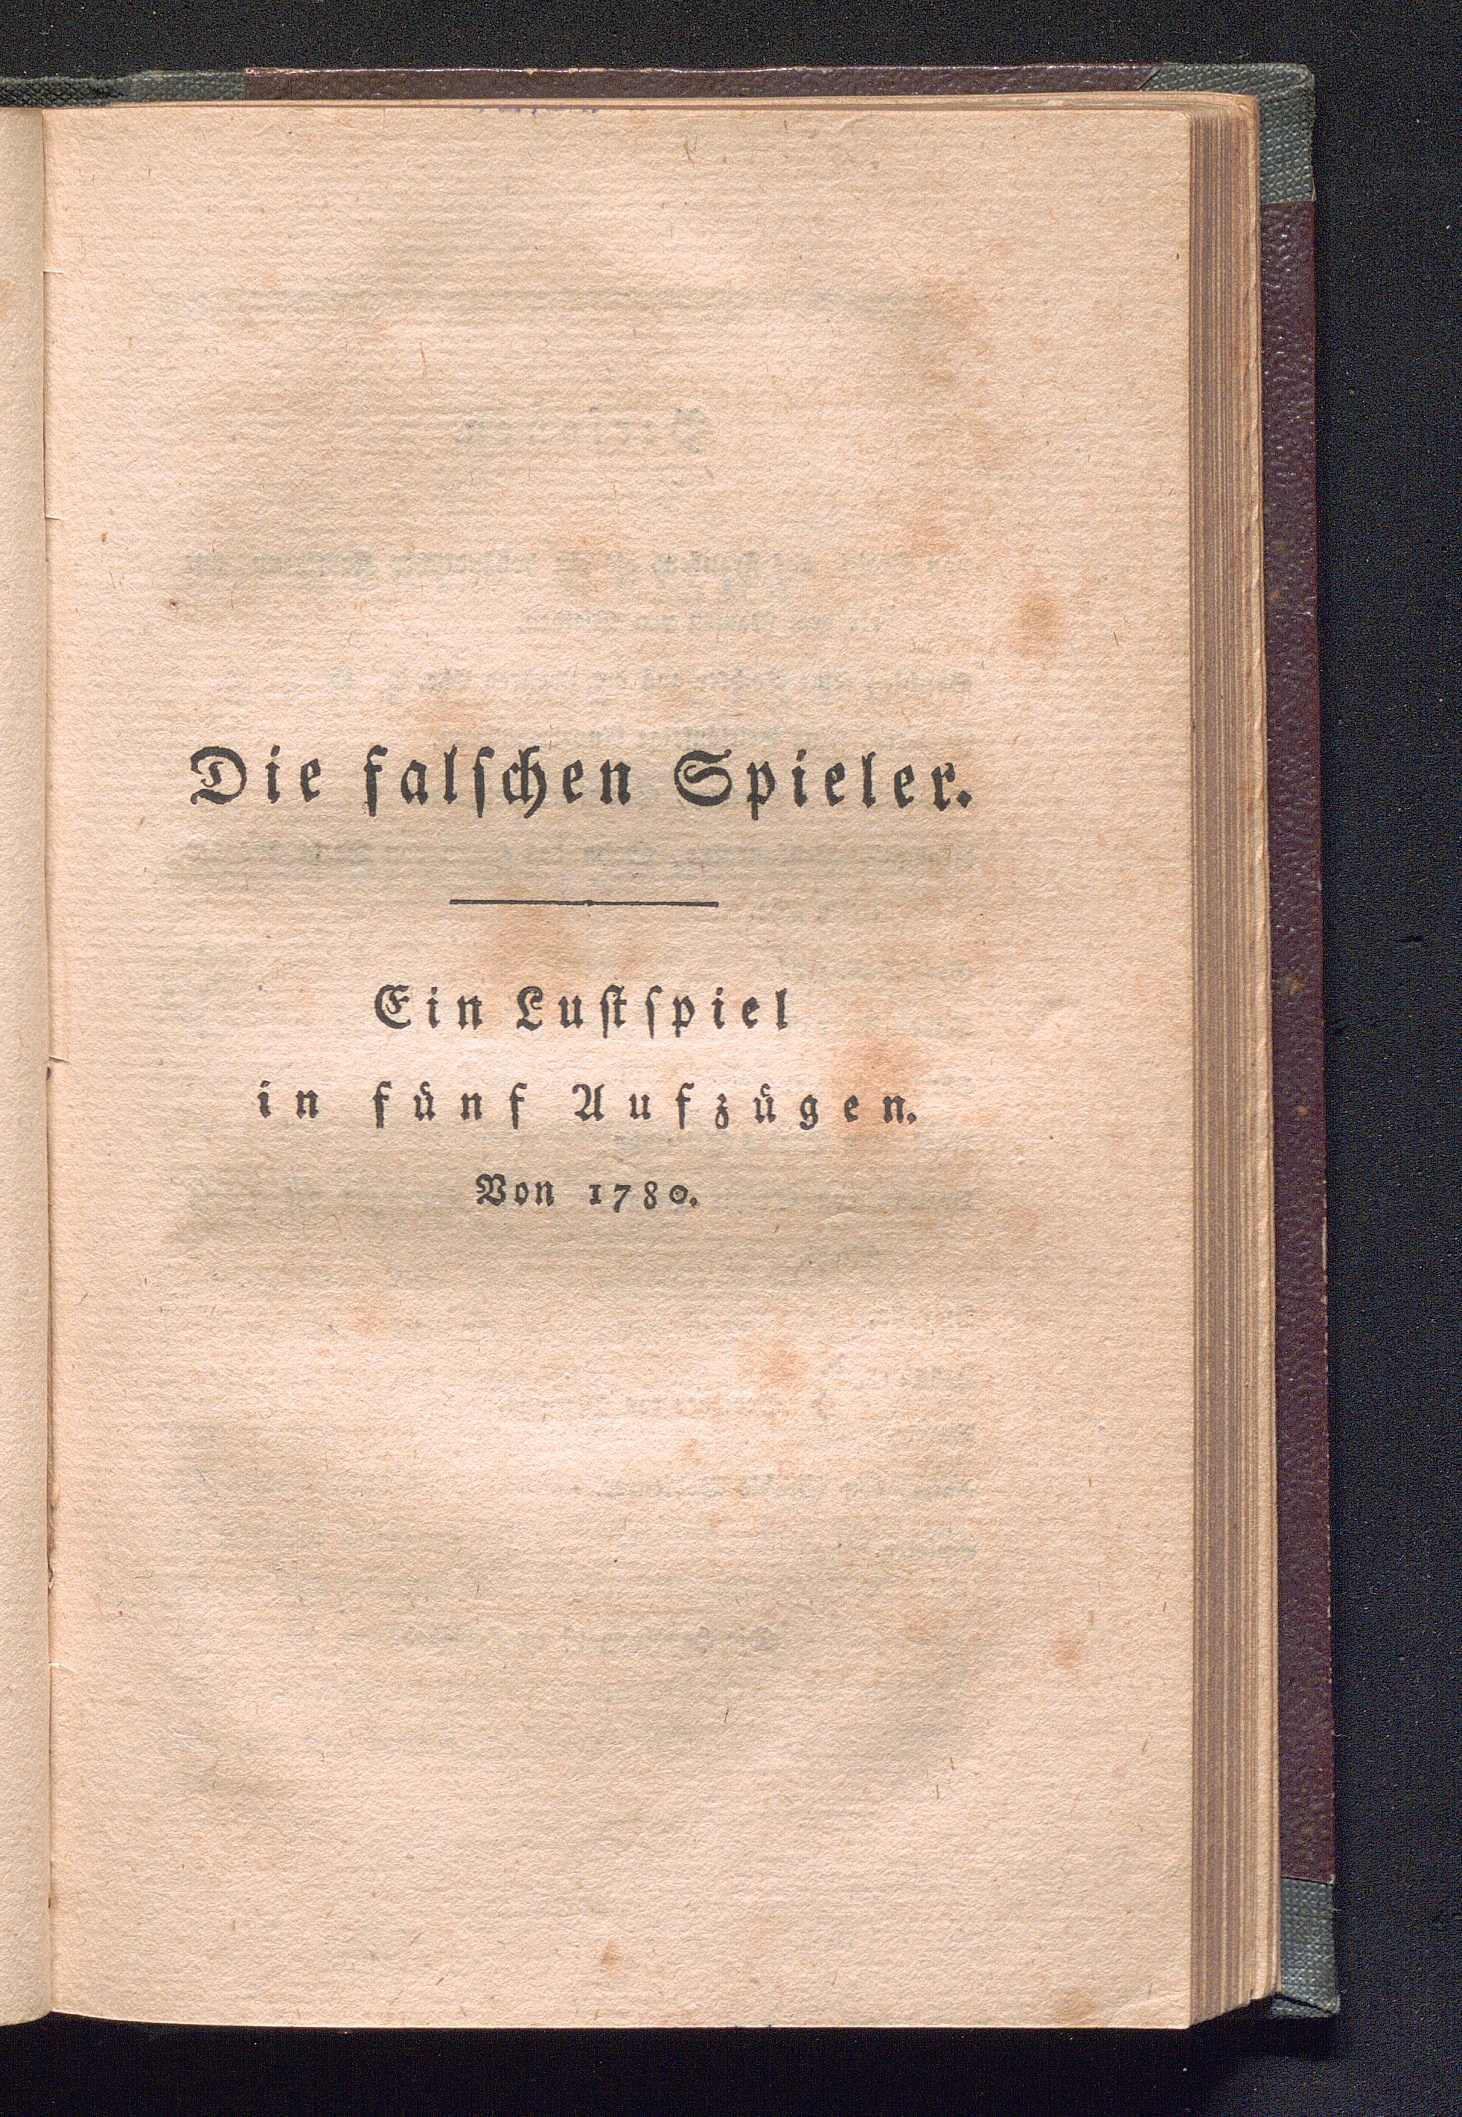 Die falſchen Spieler.
Ein Luſtſpiel
in fünf Aufzügen.
Von 1780.